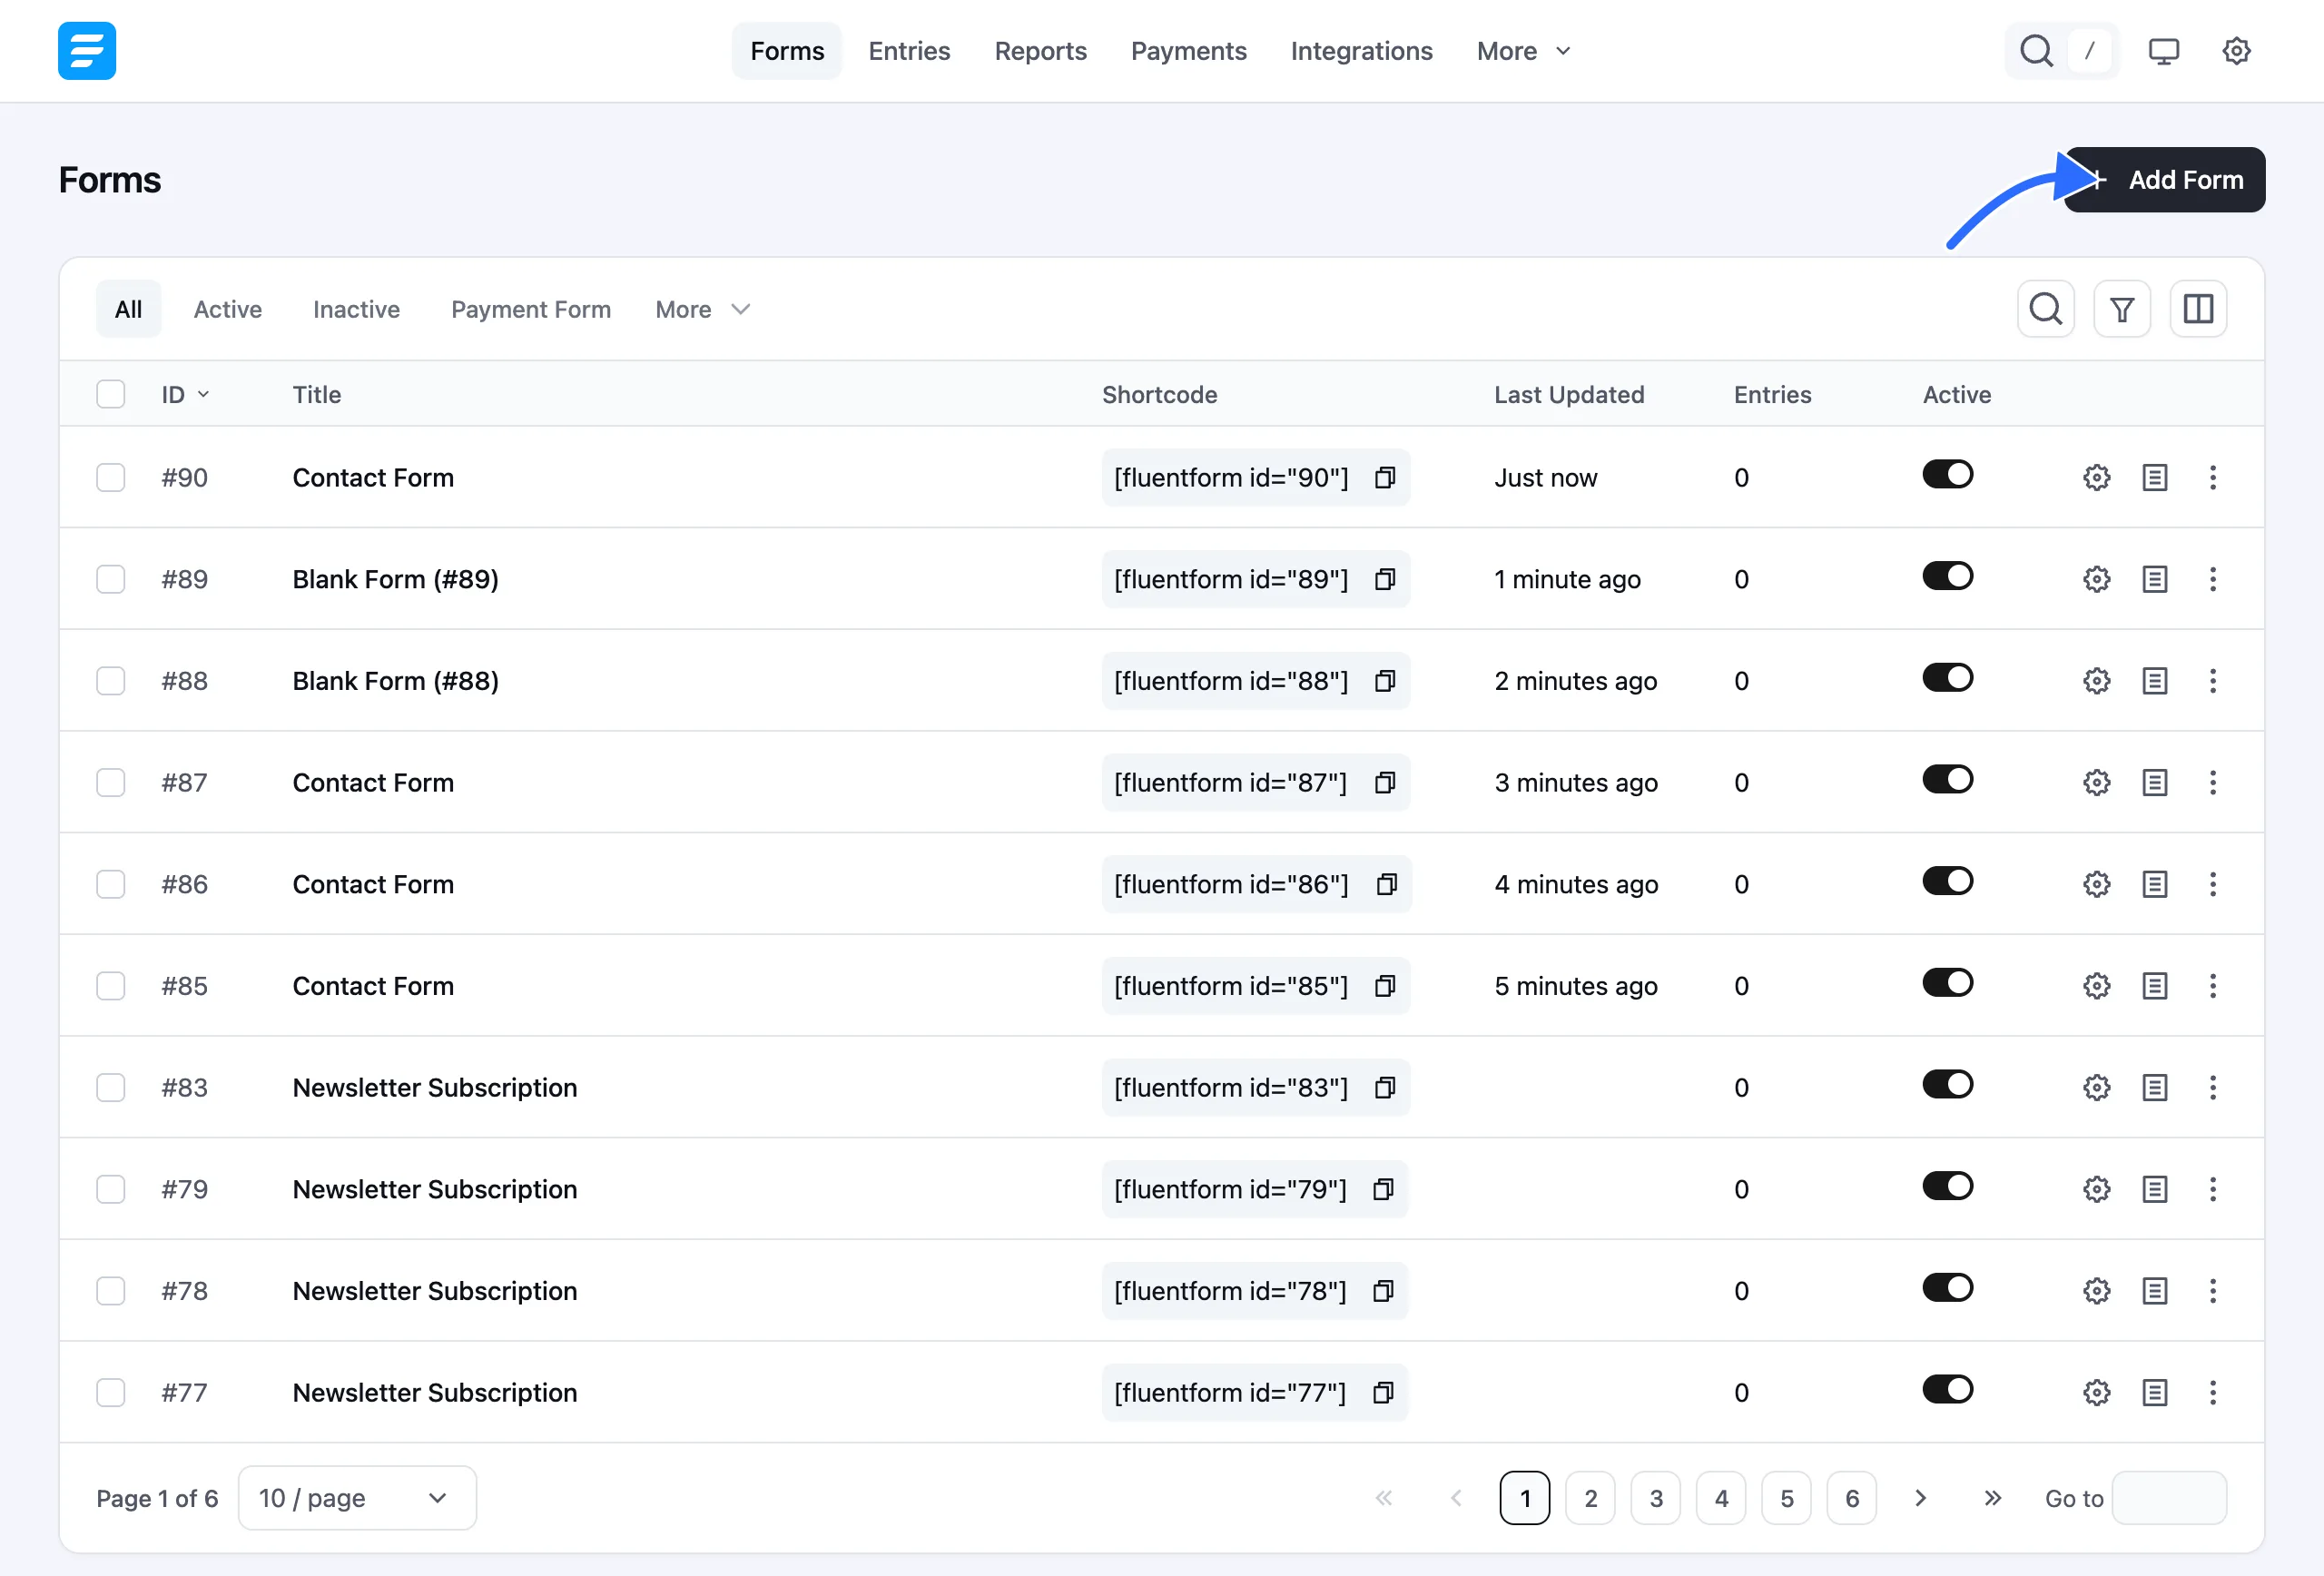 Forms Entries Reports Payments Integrations More /
Forms
+ Add Form
All Active Inactive Payment Form More
ID Title Shortcode Last Updated Entries Active
#90 Contact Form [fluentform id="90"] Just now 0
#89 Blank Form (#89) [fluentform id="89"] 1 minute ago 0
#88 Blank Form (#88) [fluentform id="88"] 2 minutes ago 0
#87 Contact Form [fluentform id="87"] 3 minutes ago 0
#86 Contact Form [fluentform id="86"] 4 minutes ago 0
#85 Contact Form [fluentform id="85"] 5 minutes ago 0
#83 Newsletter Subscription [fluentform id="83"] 0
#79 Newsletter Subscription [fluentform id="79"] 0
#78 Newsletter Subscription [fluentform id="78"] 0
#77 Newsletter Subscription [fluentform id="77"] 0
Page 1 of 6 10 / page « ‹ 1 2 3 4 5 6 › » Go to